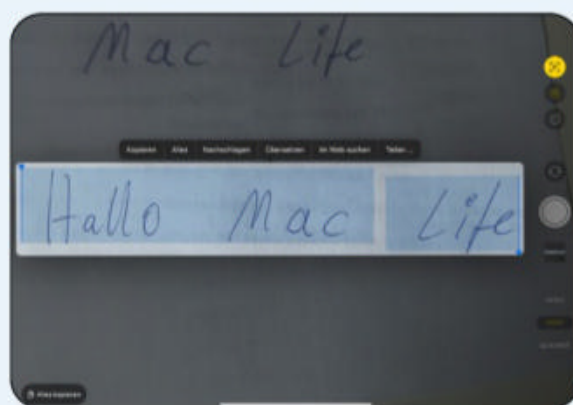 Mac Life
Kopieren Alles Nachschlagen Übersetzen Im Web suchen Teilen ...
Hallo Mac Life
Alles kopieren